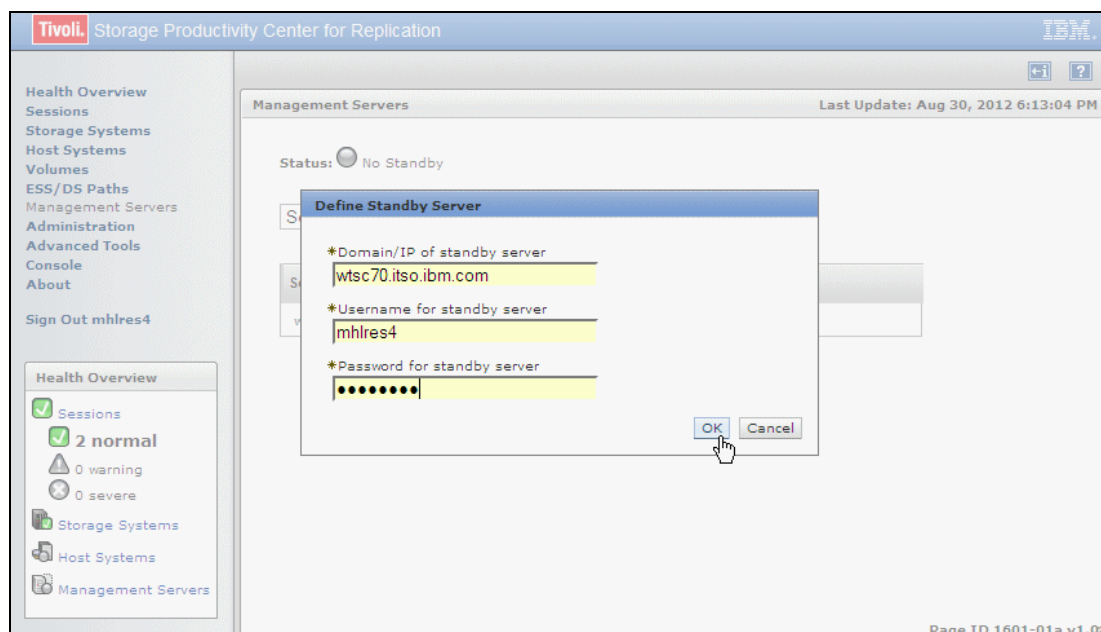 Tivoli. Storage Productivity Center for Replication IBM.
Health Overview
Sessions
Storage Systems
Host Systems
Volumes
ESS/DS Paths
Management Servers
Administration
Advanced Tools
Console
About
Sign Out mhlres4
Health Overview
Sessions
2 normal
0 warning
0 severe
Storage Systems
Host Systems
Management Servers
Management Servers Last Update: Aug 30, 2012 6:13:04 PM
Status: No Standby
Define Standby Server
*Domain/IP of standby server
wtsc70.itso.ibm.com
*Username for standby server
mhlres4
*Password for standby server
••••••••
OK Cancel
Page ID 1601-01a